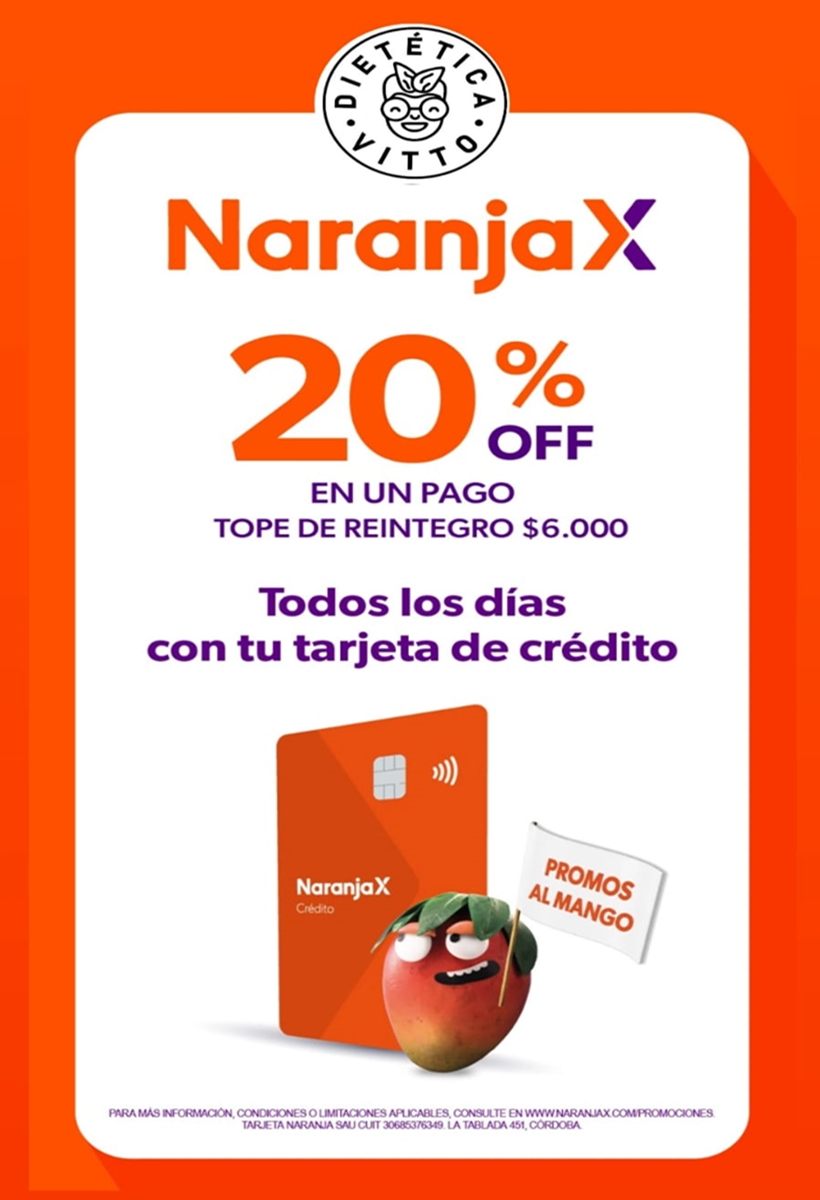 DIETÉTICA
VITTO
NaranjaX
20%
OFF
EN UN PAGO
TOPE DE REINTEGRO $6.000
Todos los días
con tu tarjeta de crédito
NaranjaX
Crédito
PROMOS
AL MANGO
PARA MÁS INFORMACIÓN, CONDICIONES O LIMITACIONES APLICABLES, CONSULTE EN WWW.NARANJAX.COM/PROMOCIONES.
TARJETA NARANJA SAU CUIT 30685376349. LA TABLADA 451, CÓRDOBA.